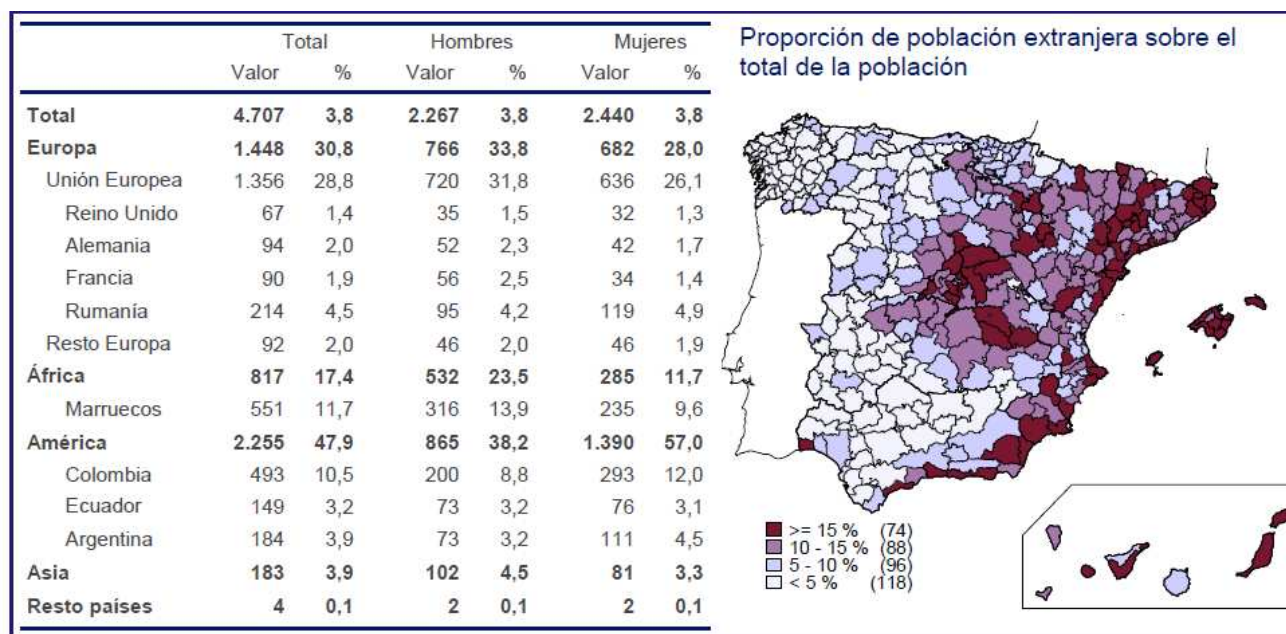 Total Hombres Mujeres
Valor % Valor % Valor %
Total 4.707 3,8 2.267 3,8 2.440 3,8
Europa 1.448 30,8 766 33,8 682 28,0
Unión Europea 1.356 28,8 720 31,8 636 26,1
Reino Unido 67 1,4 35 1,5 32 1,3
Alemania 94 2,0 52 2,3 42 1,7
Francia 90 1,9 56 2,5 34 1,4
Rumanía 214 4,5 95 4,2 119 4,9
Resto Europa 92 2,0 46 2,0 46 1,9
África 817 17,4 532 23,5 285 11,7
Marruecos 551 11,7 316 13,9 235 9,6
América 2.255 47,9 865 38,2 1.390 57,0
Colombia 493 10,5 200 8,8 293 12,0
Ecuador 149 3,2 73 3,2 76 3,1
Argentina 184 3,9 73 3,2 111 4,5
Asia 183 3,9 102 4,5 81 3,3
Resto países 4 0,1 2 0,1 2 0,1
Proporción de población extranjera sobre el
total de la población
>= 15 % (74)
10 - 15 % (88)
5 - 10 % (96)
< 5 % (118)